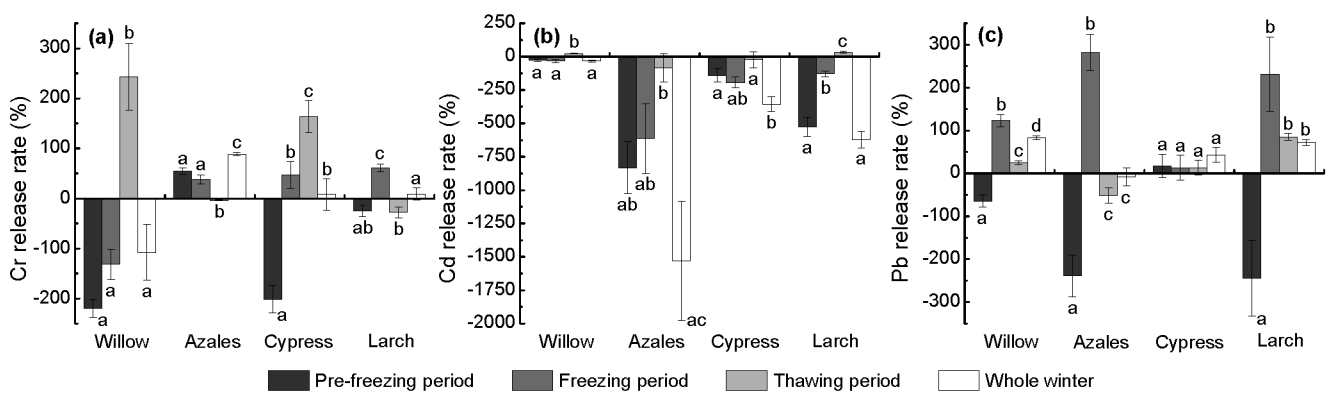 (a)
Cr release rate (%)
300
200
100
0
-100
-200
a a b a
a a b c
a b c b
ab c b a
Willow Azales Cypress Larch
(b)
Cd release rate (%)
250
0
-250
-500
-750
-1000
-1250
-1500
-1750
-2000
a a b a
ab ab b ac
a ab a b
a b c a
Willow Azales Cypress Larch
(c)
Pb release rate (%)
300
200
100
0
-100
-200
-300
a b c d
a b c c
a a a a
a b b b
Willow Azales Cypress Larch
Pre-freezing period Freezing period Thawing period Whole winter